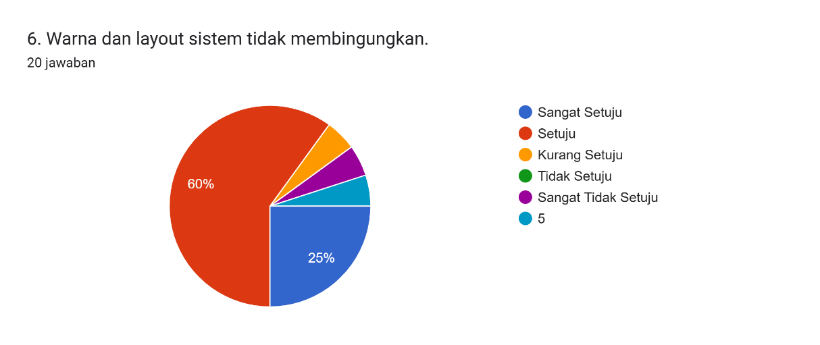 6. Warna dan layout sistem tidak membingungkan.
20 jawaban
60%
25%
Sangat Setuju
Setuju
Kurang Setuju
Tidak Setuju
Sangat Tidak Setuju
5